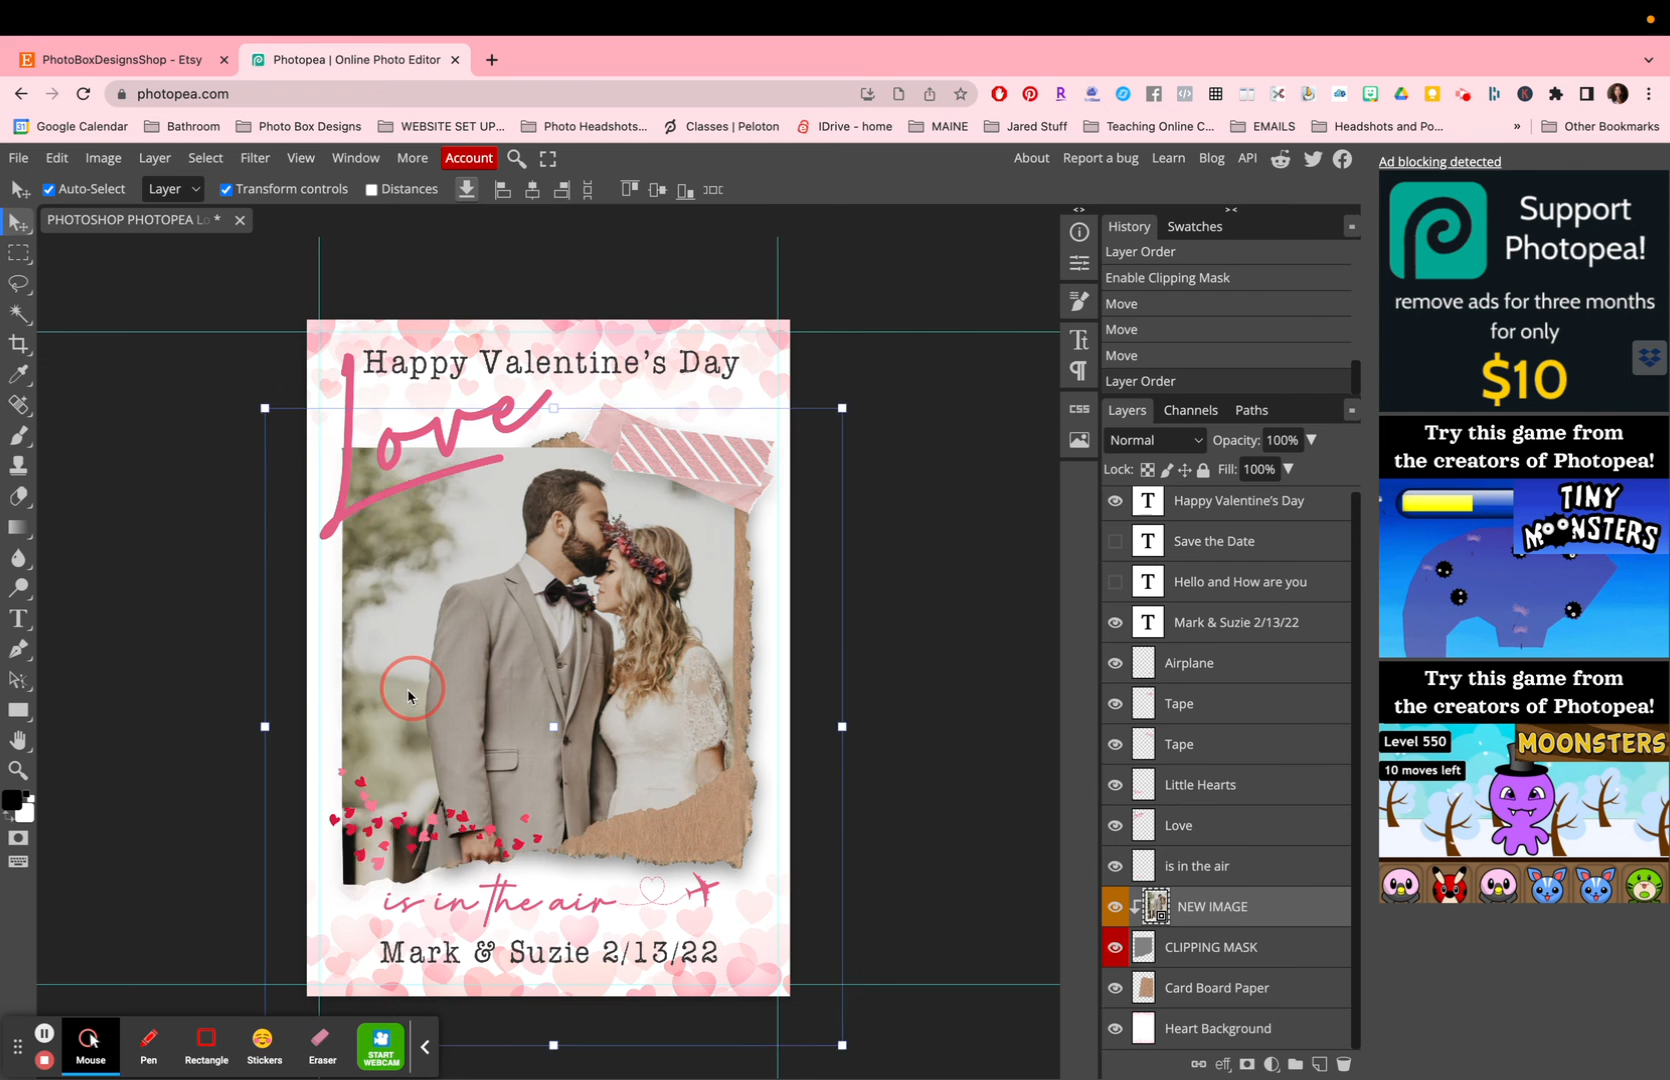 PhotoBoxDesignsShop - Etsy
Photopea | Online Photo Editor
photopea.com
Google Calendar
Bathroom
Photo Box Designs
WEBSITE SET UP...
Photo Headshots...
Classes | Peloton
IDrive - home
MAINE
Jared Stuff
Teaching Online C...
EMAILS
Headshots and Po...
»
Other Bookmarks
File Edit Image Layer Select Filter View Window More Account
About Report a bug Learn Blog API
Ad blocking detected
Auto-Select
Layer
Transform controls
Distances
PHOTOSHOP PHOTOPEA Lo *
Happy Valentine's Day
Love
is in the air
Mark & Suzie 2/13/22
History Swatches
Layer Order
Enable Clipping Mask
Move
Move
Move
Layer Order
CSS
Layers Channels Paths
Normal
Opacity: 100%
Lock:
Fill: 100%
T Happy Valentine's Day
T Save the Date
T Hello and How are you
T Mark & Suzie 2/13/22
Airplane
Tape
Tape
Little Hearts
Love
is in the air
NEW IMAGE
CLIPPING MASK
Card Board Paper
Heart Background
eff
Support
Photopea!
remove ads for three months
for only
$10
Try this game from
the creators of Photopea!
TINY
MOONSTERS
Try this game from
the creators of Photopea!
Level 550
10 moves left
MOONSTERS
Mouse
Pen
Rectangle
Stickers
Eraser
START
WEBCAM